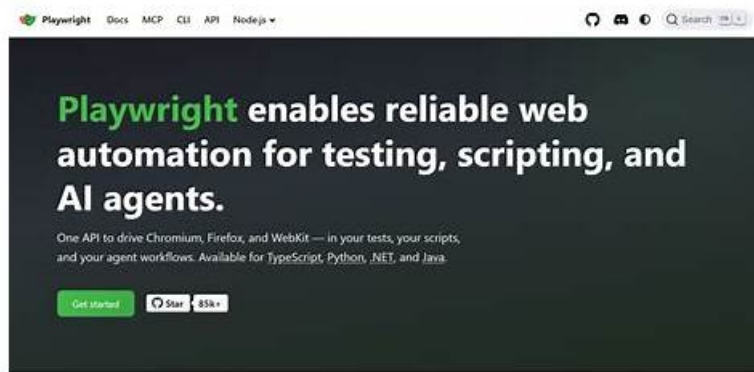 Playwright Docs MCP CLI API Node.js Search
Playwright enables reliable web
automation for testing, scripting, and
AI agents.
One API to drive Chromium, Firefox, and WebKit — in your tests, your scripts,
and your agent workflows. Available for TypeScript, Python, .NET, and Java.
Get started Star 85k+